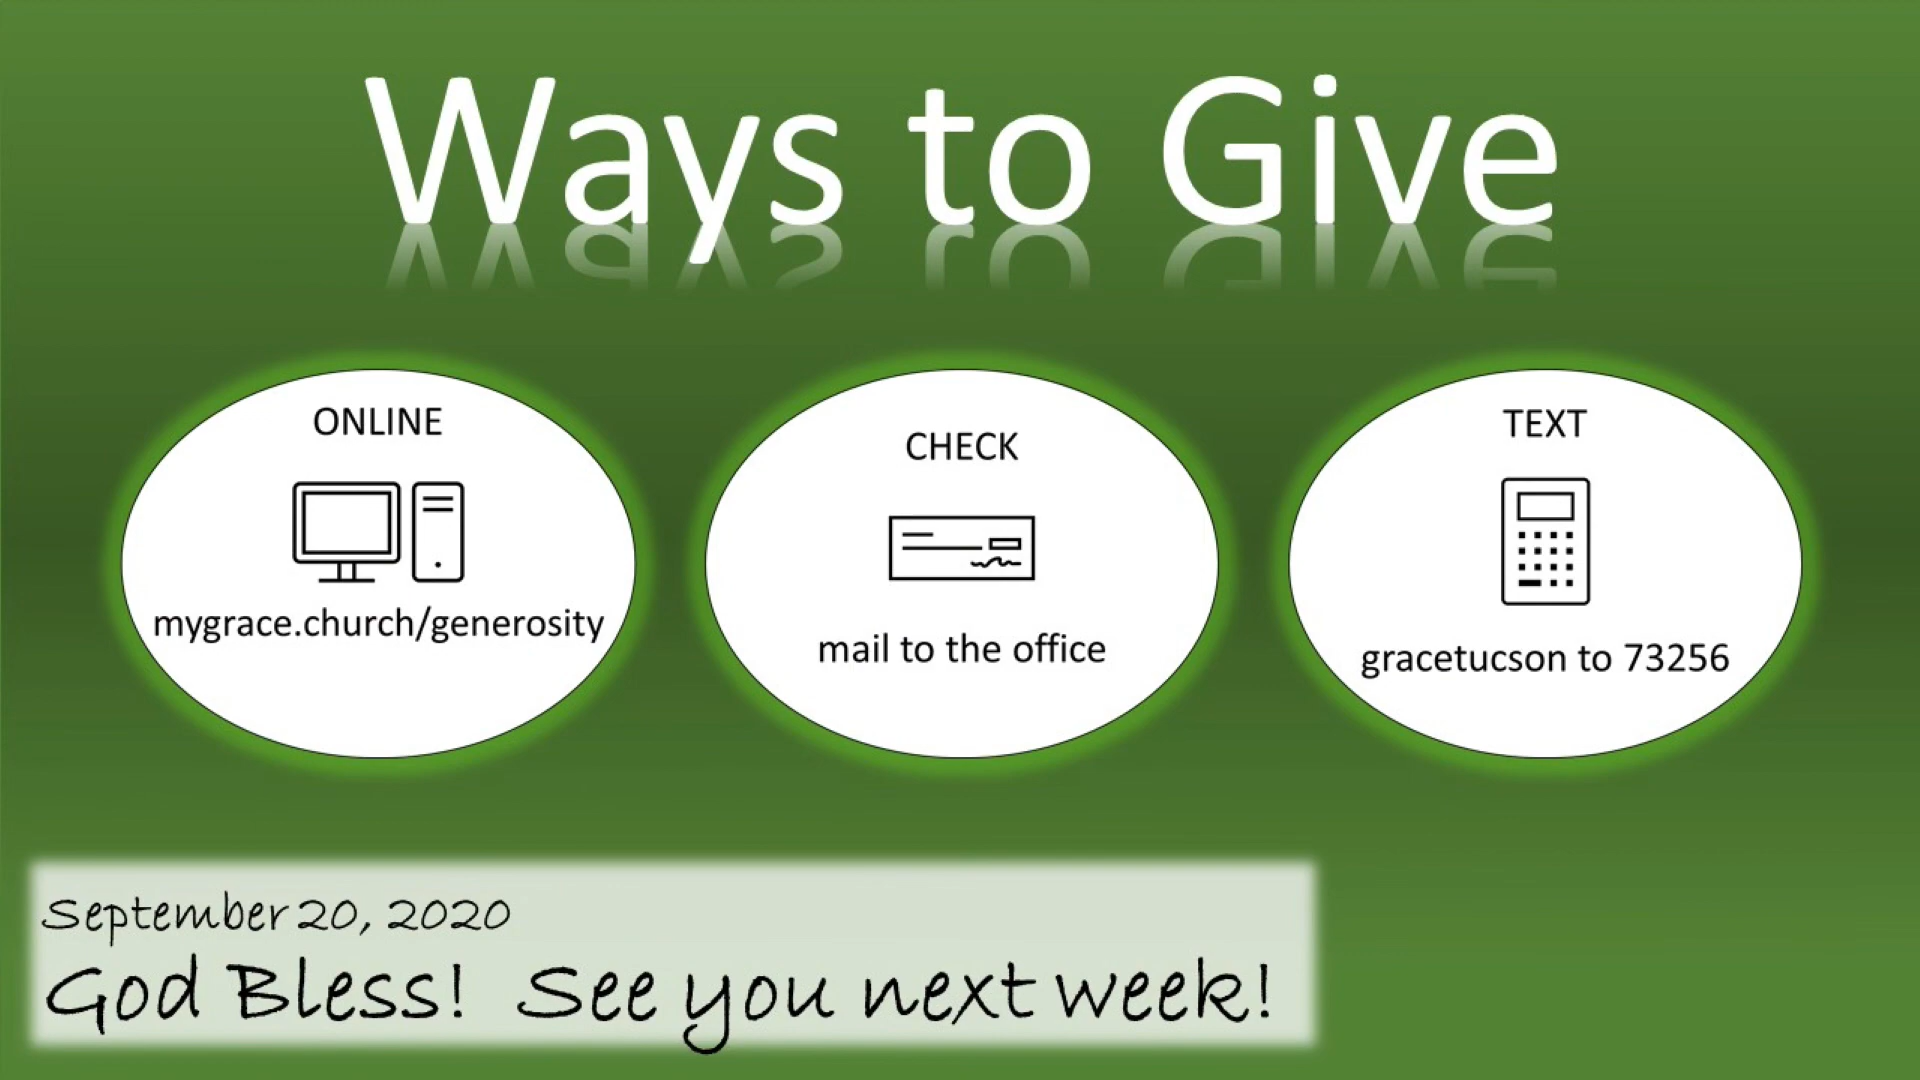 Ways to Give
ONLINE
mygrace.church/generosity
CHECK
mail to the office
TEXT
gracetucson to 73256
September 20, 2020
God Bless! See you next week!